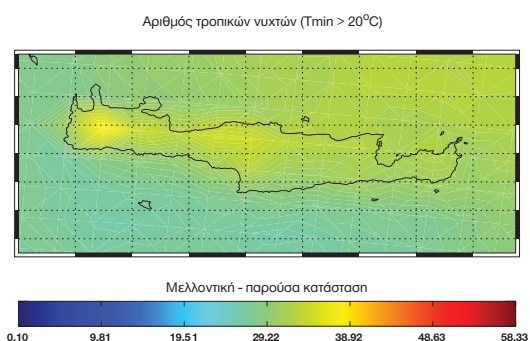 Αριθμός τροπικών νυχτών (Tmin > 20°C)
Μελλοντική - παρούσα κατάσταση
0.10 9.81 19.51 29.22 38.92 48.63 58.33